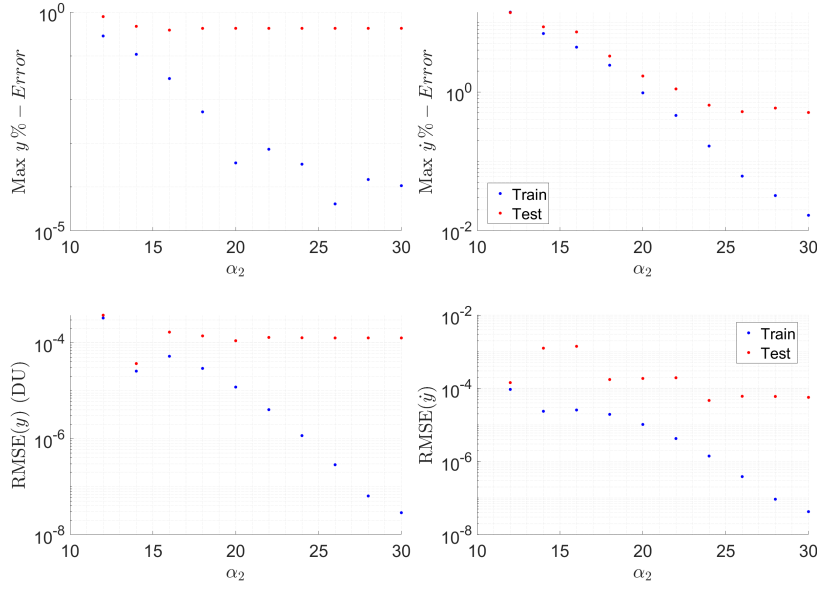 10^0
10^-5
Max y % − Error
10 15 20 25 30
α_2
10^0
10^-2
Max ẏ % − Error
Train
Test
10 15 20 25 30
α_2
10^-4
10^-6
10^-8
RMSE(y) (DU)
10 15 20 25 30
α_2
10^-2
10^-4
10^-6
10^-8
RMSE(ẏ)
Train
Test
10 15 20 25 30
α_2